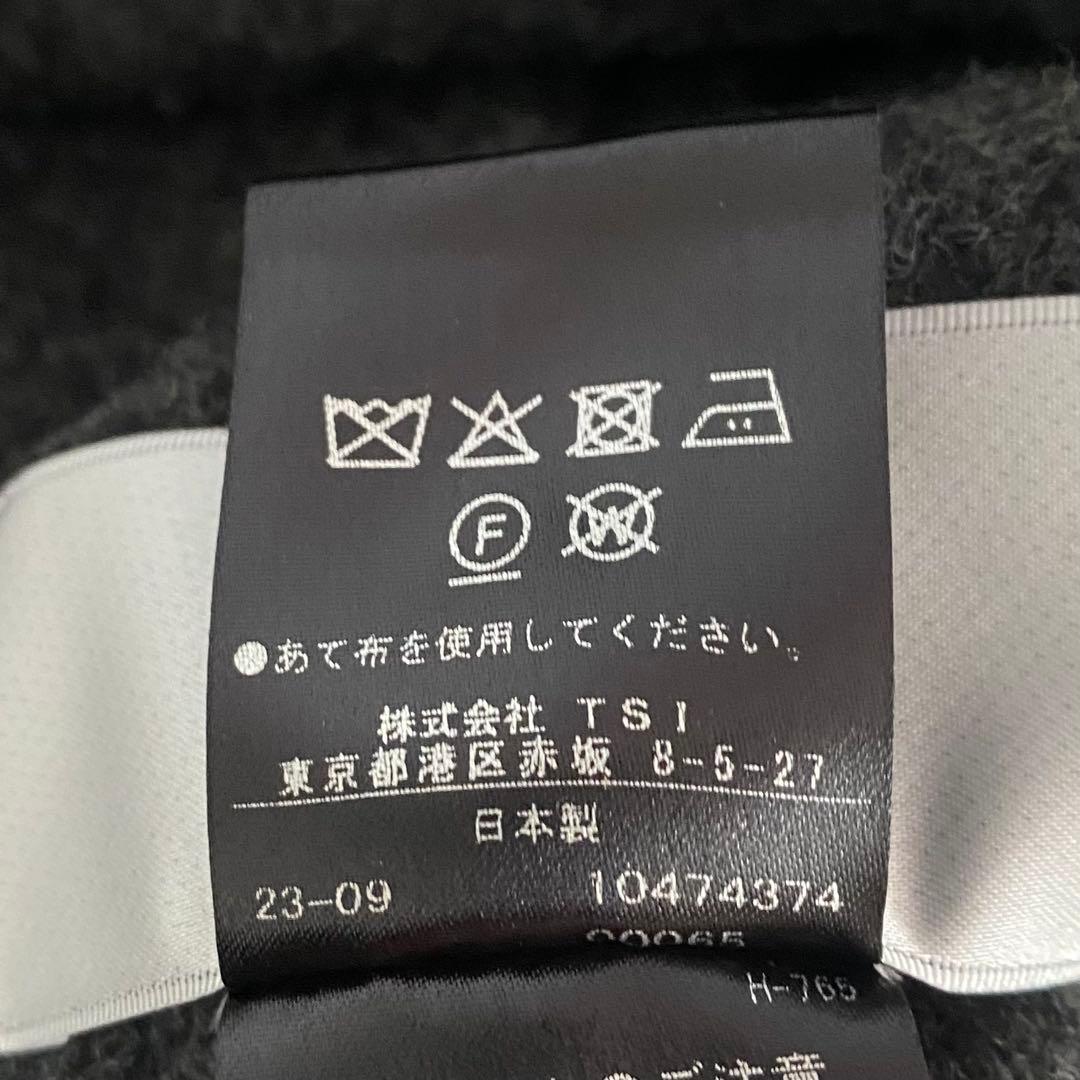 F W
●あて布を使用してください。
株式会社 TSI
東京都港区赤坂 8-5-27
日本製
23-09 10474374
H-765